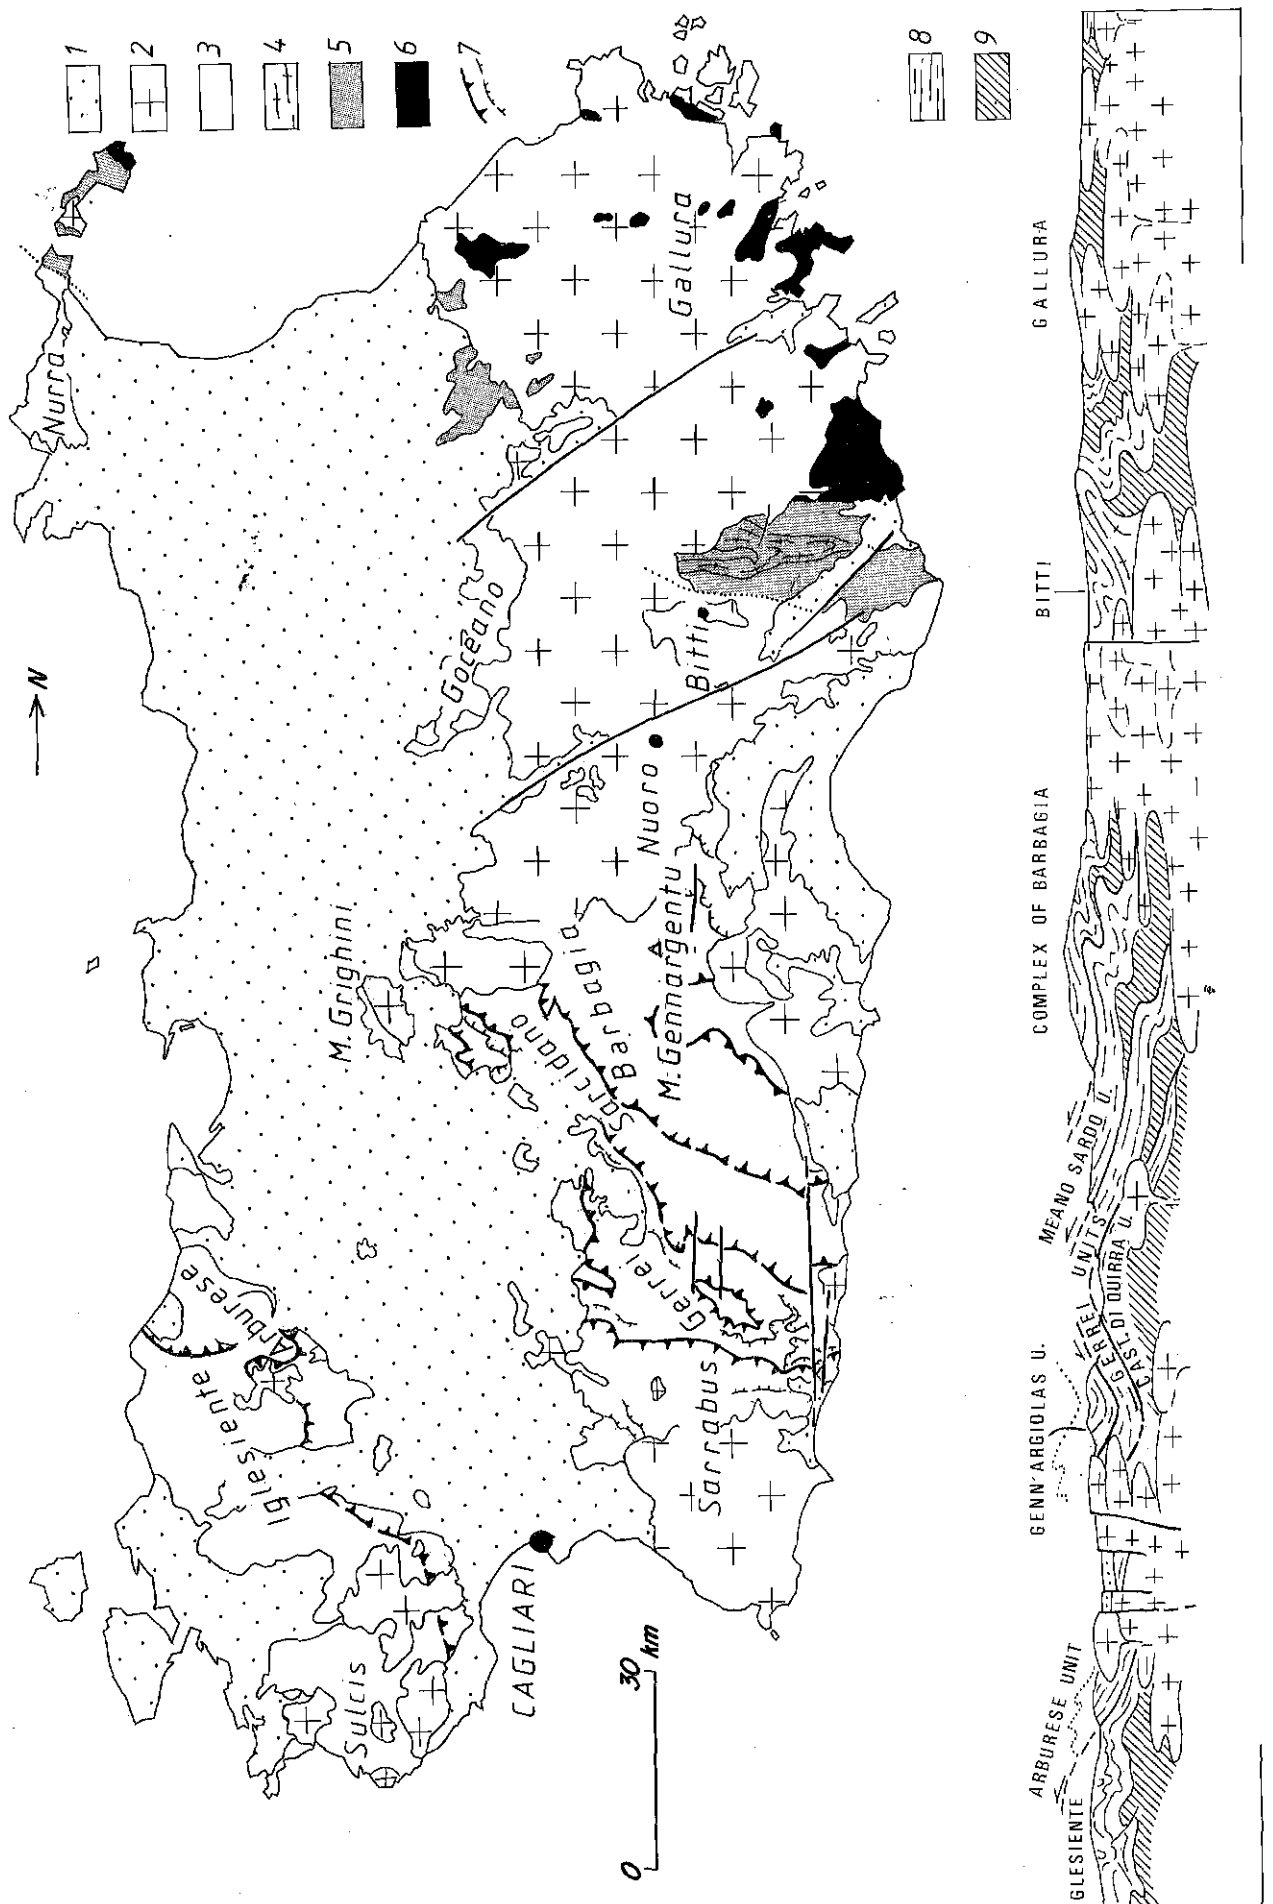 1
2
3
4
5
6
7
8
9
N
Nurra
Gallura
Goceano
Bitti
Nuoro
M. Grighini
M. Gennargentu
Barbagia
Sarcidano
Gerrei
Sarrabus
Arburese
Iglesiente
CAGLIARI
Sulcis
0 30 km
GLESIENTE
ARBURESE UNIT
GENN'ARGIOLAS U.
GERREI UNITS
CAST. DI QUIRRA U.
MEANO SARDO U.
COMPLEX OF BARBAGIA
BITTI
GALLURA